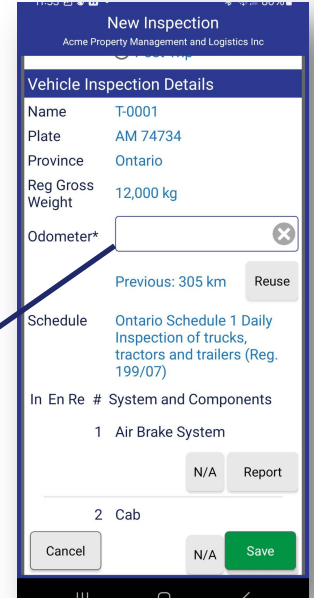 New Inspection
Acme Property Management and Logistics Inc
Vehicle Inspection Details
Name T-0001
Plate AM 74734
Province Ontario
Reg Gross Weight 12,000 kg
Odometer*
Previous: 305 km Reuse
Schedule Ontario Schedule 1 Daily
Inspection of trucks,
tractors and trailers (Reg.
199/07)
In En Re # System and Components
1 Air Brake System
N/A Report
2 Cab
Cancel N/A Save